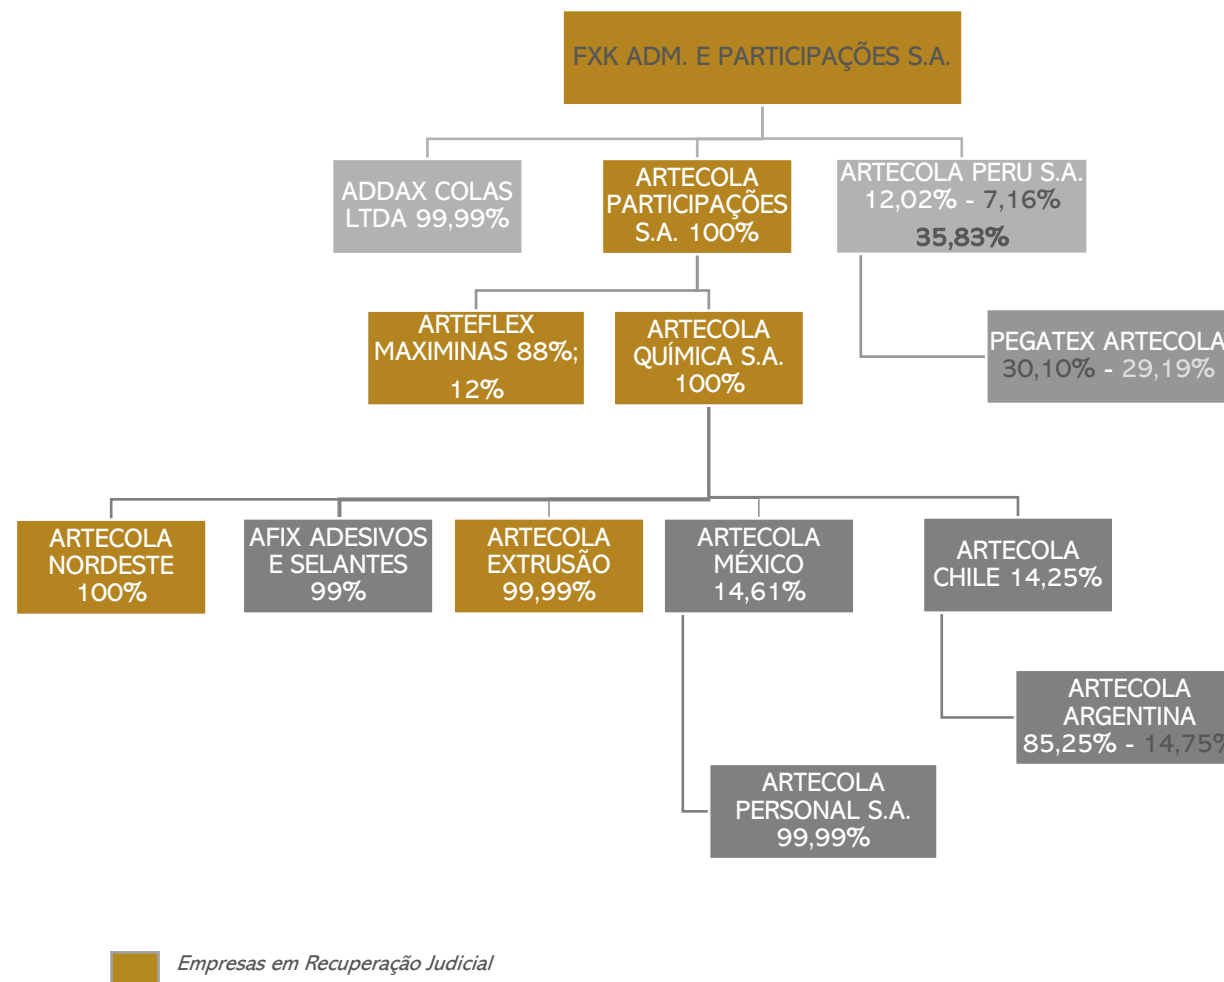 FXK ADM. E PARTICIPAÇÕES S.A.
ADDAX COLAS
LTDA 99,99%
ARTECOLA
PARTICIPAÇÕES
S.A. 100%
ARTECOLA PERU S.A.
12,02% - 7,16%
35,83%
ARTEFLEX
MAXIMINAS 88%;
12%
ARTECOLA
QUÍMICA S.A.
100%
PEGATEX ARTECOLA
30,10% - 29,19%
ARTECOLA
NORDESTE
100%
AFIX ADESIVOS
E SELANTES
99%
ARTECOLA
EXTRUSÃO
99,99%
ARTECOLA
MÉXICO
14,61%
ARTECOLA
CHILE 14,25%
ARTECOLA
ARGENTINA
85,25% - 14,75%
ARTECOLA
PERSONAL S.A.
99,99%
Empresas em Recuperação Judicial